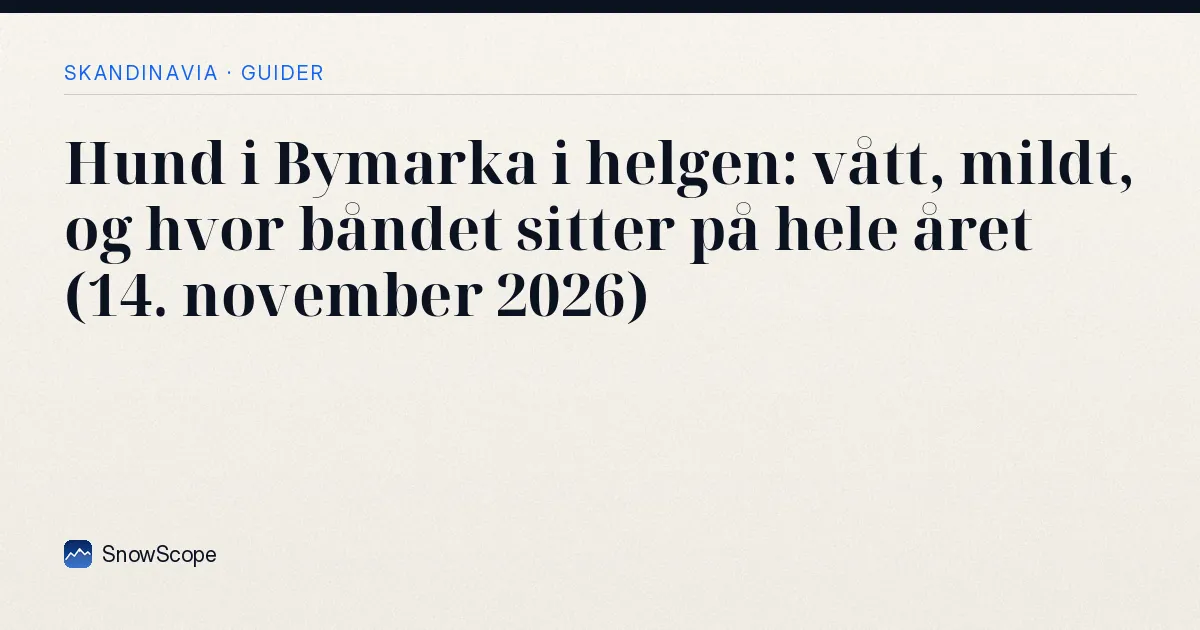 SKANDINAVIA · GUIDER
Hund i Bymarka i helgen: vått, mildt,
og hvor båndet sitter på hele året
(14. november 2026)
SnowScope